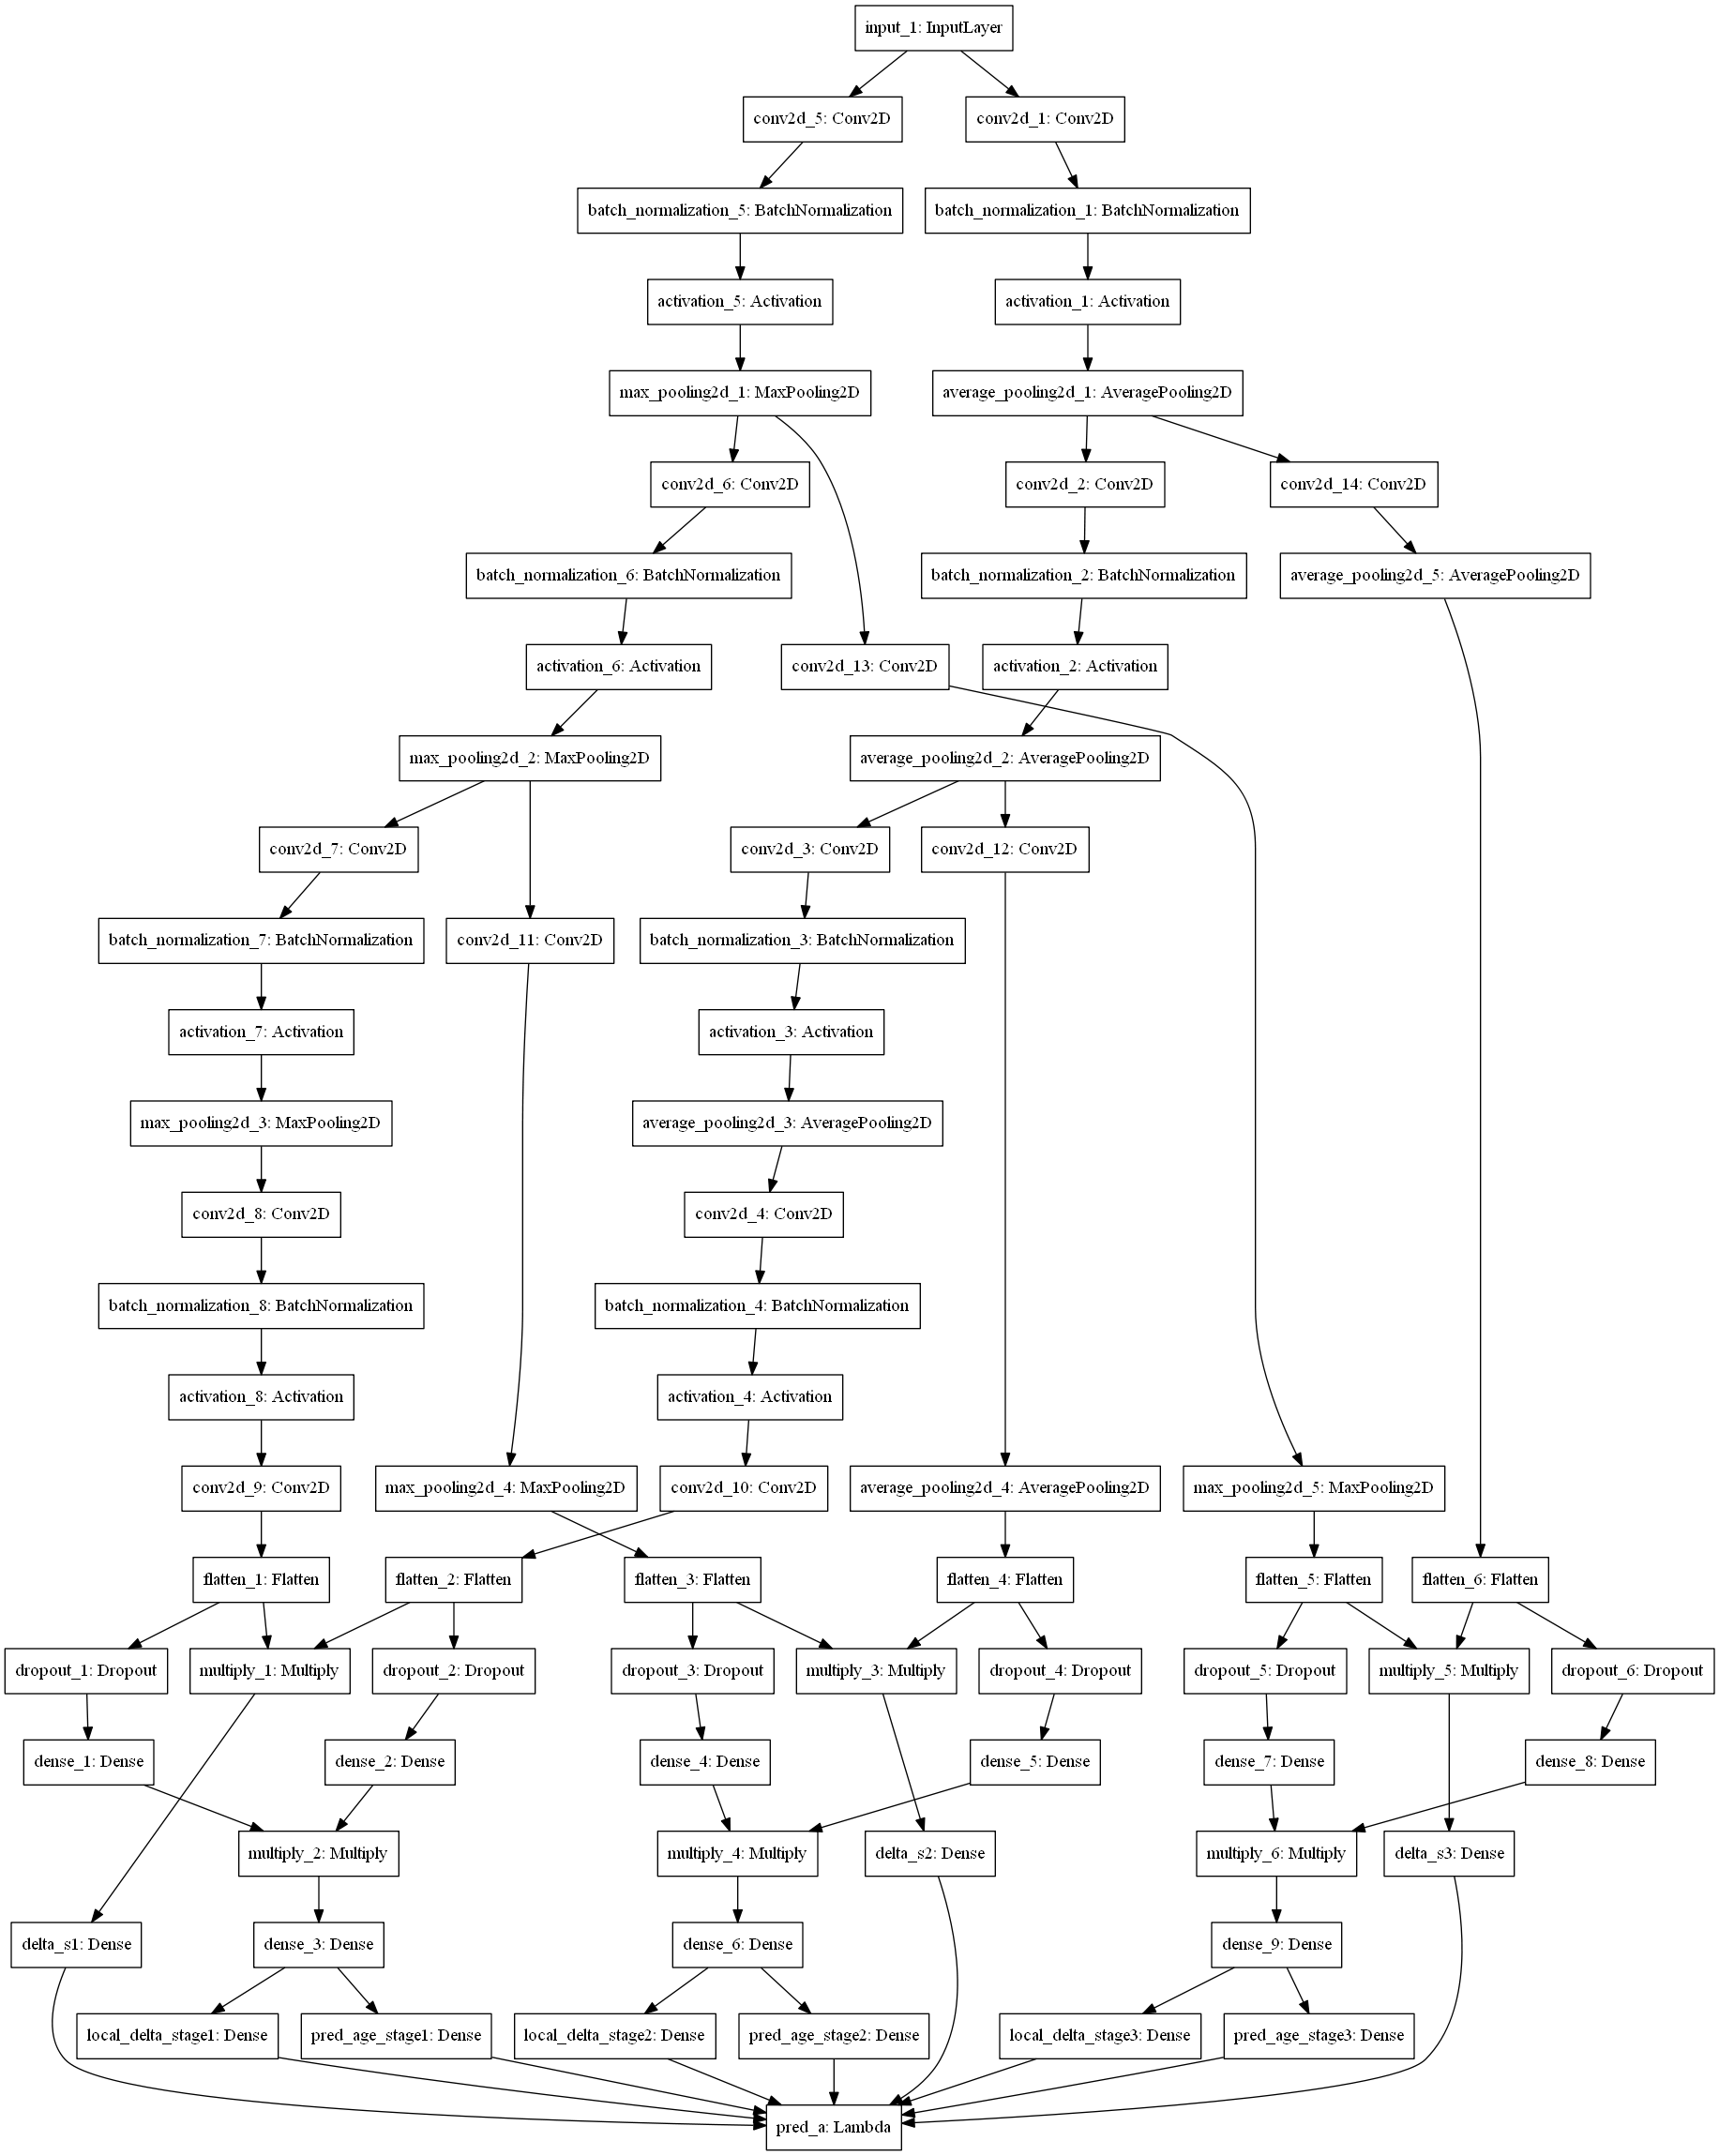 input_1: InputLayer
conv2d_5: Conv2D
conv2d_1: Conv2D
batch_normalization_5: BatchNormalization
batch_normalization_1: BatchNormalization
activation_5: Activation
activation_1: Activation
max_pooling2d_1: MaxPooling2D
average_pooling2d_1: AveragePooling2D
conv2d_6: Conv2D
conv2d_2: Conv2D
conv2d_14: Conv2D
batch_normalization_6: BatchNormalization
batch_normalization_2: BatchNormalization
average_pooling2d_5: AveragePooling2D
activation_6: Activation
conv2d_13: Conv2D
activation_2: Activation
max_pooling2d_2: MaxPooling2D
average_pooling2d_2: AveragePooling2D
conv2d_7: Conv2D
conv2d_3: Conv2D
conv2d_12: Conv2D
batch_normalization_7: BatchNormalization
conv2d_11: Conv2D
batch_normalization_3: BatchNormalization
activation_7: Activation
activation_3: Activation
max_pooling2d_3: MaxPooling2D
average_pooling2d_3: AveragePooling2D
conv2d_8: Conv2D
conv2d_4: Conv2D
batch_normalization_8: BatchNormalization
batch_normalization_4: BatchNormalization
activation_8: Activation
activation_4: Activation
conv2d_9: Conv2D
max_pooling2d_4: MaxPooling2D
conv2d_10: Conv2D
average_pooling2d_4: AveragePooling2D
max_pooling2d_5: MaxPooling2D
flatten_1: Flatten
flatten_2: Flatten
flatten_3: Flatten
flatten_4: Flatten
flatten_5: Flatten
flatten_6: Flatten
dropout_1: Dropout
multiply_1: Multiply
dropout_2: Dropout
dropout_3: Dropout
multiply_3: Multiply
dropout_4: Dropout
dropout_5: Dropout
multiply_5: Multiply
dropout_6: Dropout
dense_1: Dense
dense_2: Dense
dense_4: Dense
dense_5: Dense
dense_7: Dense
dense_8: Dense
multiply_2: Multiply
multiply_4: Multiply
delta_s2: Dense
multiply_6: Multiply
delta_s3: Dense
delta_s1: Dense
dense_3: Dense
dense_6: Dense
dense_9: Dense
local_delta_stage1: Dense
pred_age_stage1: Dense
local_delta_stage2: Dense
pred_age_stage2: Dense
local_delta_stage3: Dense
pred_age_stage3: Dense
pred_a: Lambda